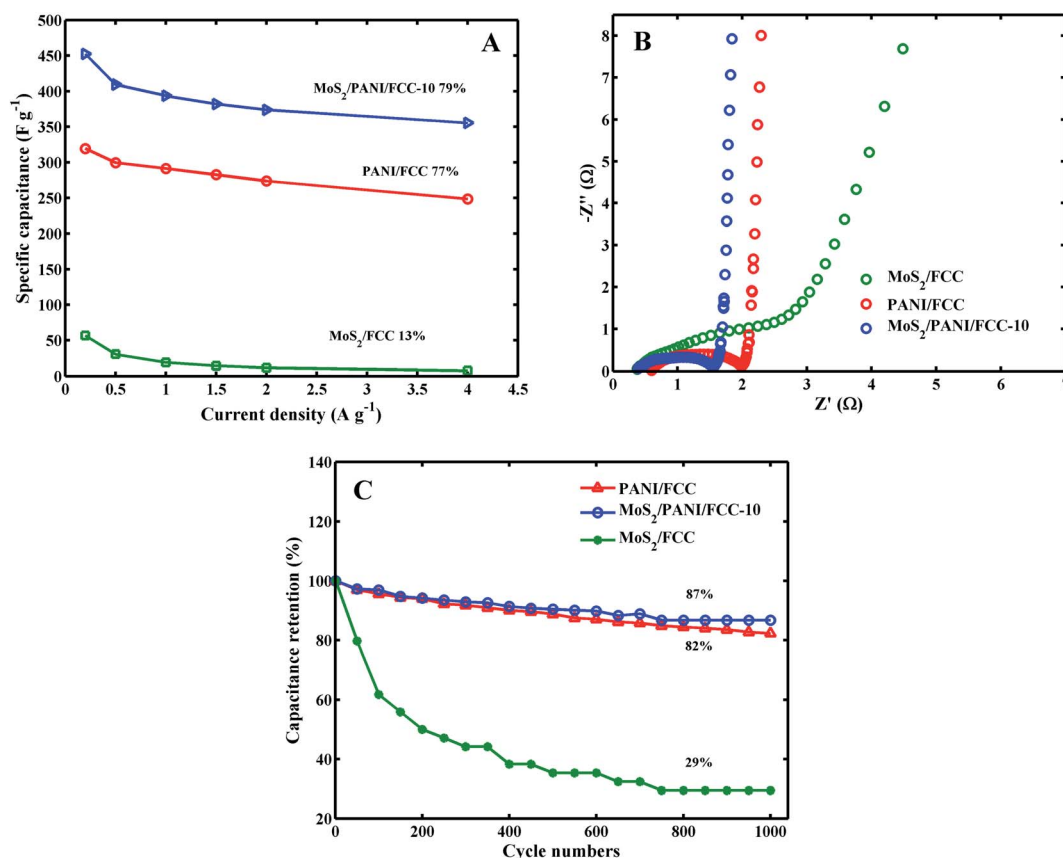 A
500
450
400
350
300
250
200
150
100
50
0
Specific capacitance (F g⁻¹)
MoS₂/PANI/FCC-10 79%
PANI/FCC 77%
MoS₂/FCC 13%
0 0.5 1 1.5 2 2.5 3 3.5 4 4.5
Current density (A g⁻¹)
B
8
7
6
5
4
3
2
1
0
-Z'' (Ω)
MoS₂/FCC
PANI/FCC
MoS₂/PANI/FCC-10
0 1 2 3 4 5 6 7
Z' (Ω)
C
140
120
100
80
60
40
20
Capacitance retention (%)
PANI/FCC
MoS₂/PANI/FCC-10
MoS₂/FCC
87%
82%
29%
0 200 400 600 800 1000
Cycle numbers